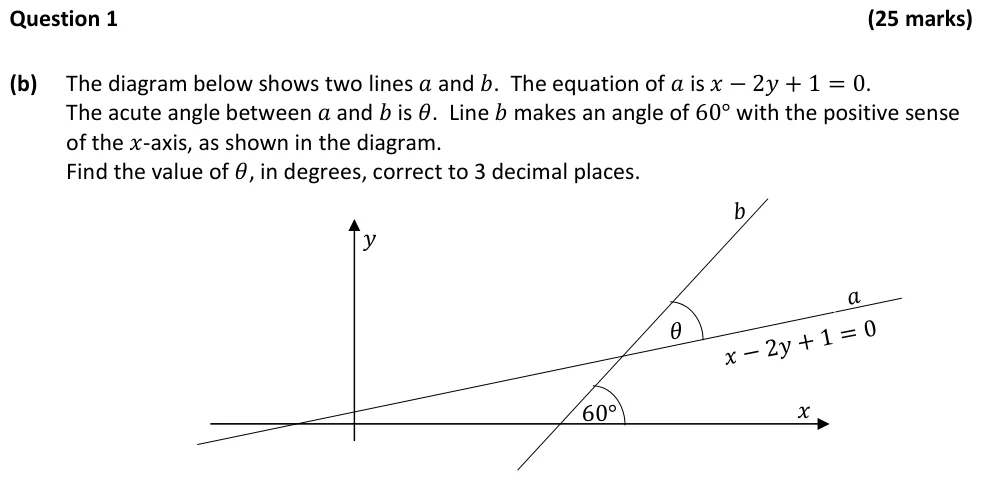 Question 1 (25 marks)
(b) The diagram below shows two lines a and b. The equation of a is x − 2y + 1 = 0.
The acute angle between a and b is θ. Line b makes an angle of 60° with the positive sense
of the x-axis, as shown in the diagram.
Find the value of θ, in degrees, correct to 3 decimal places.
b
y
a
θ
x − 2y + 1 = 0
60°
x